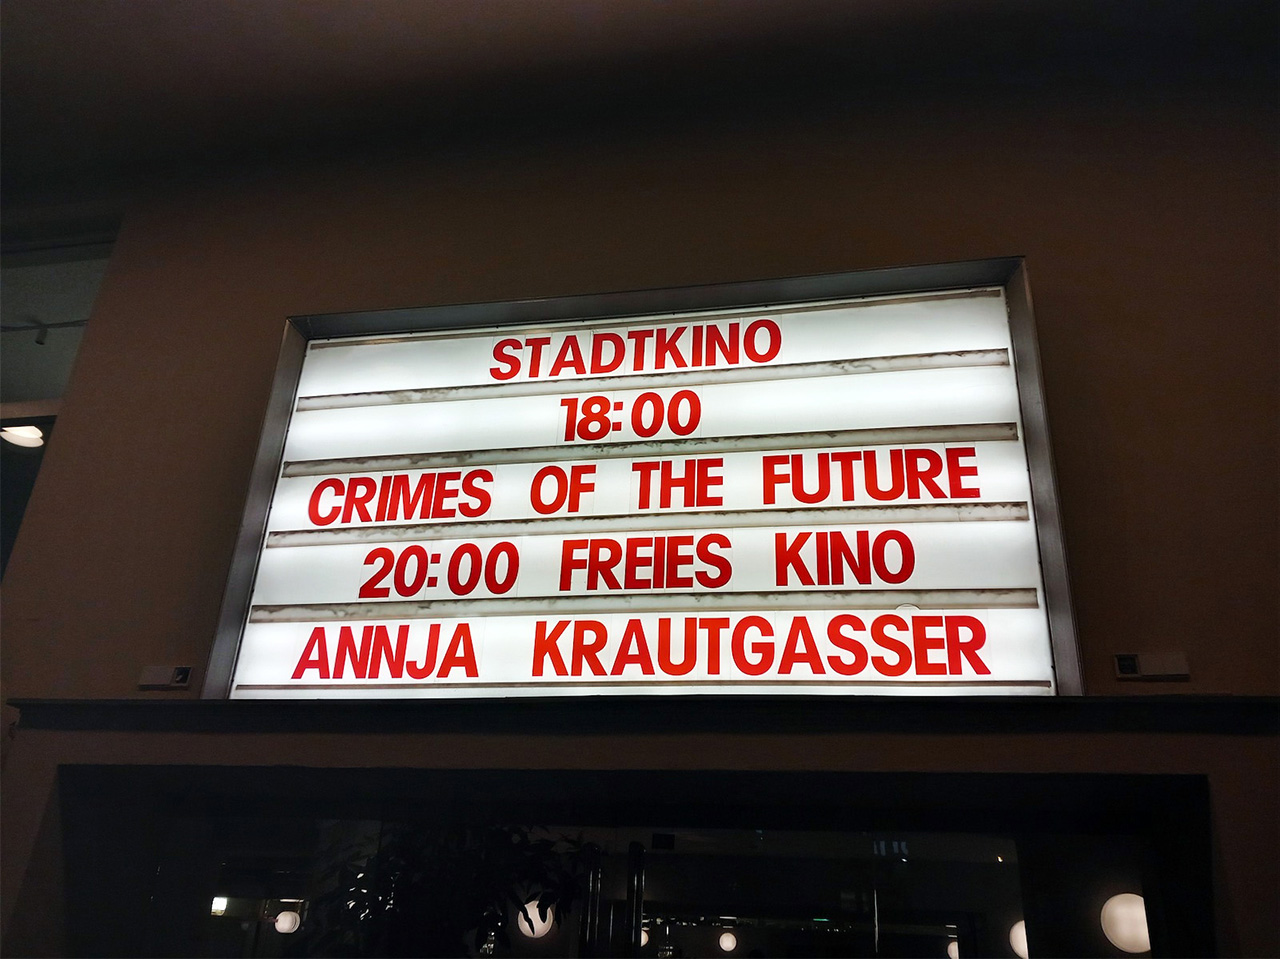 STADTKINO
18:00
CRIMES OF THE FUTURE
20:00 FREIES KINO
ANNJA KRAUTGASSER